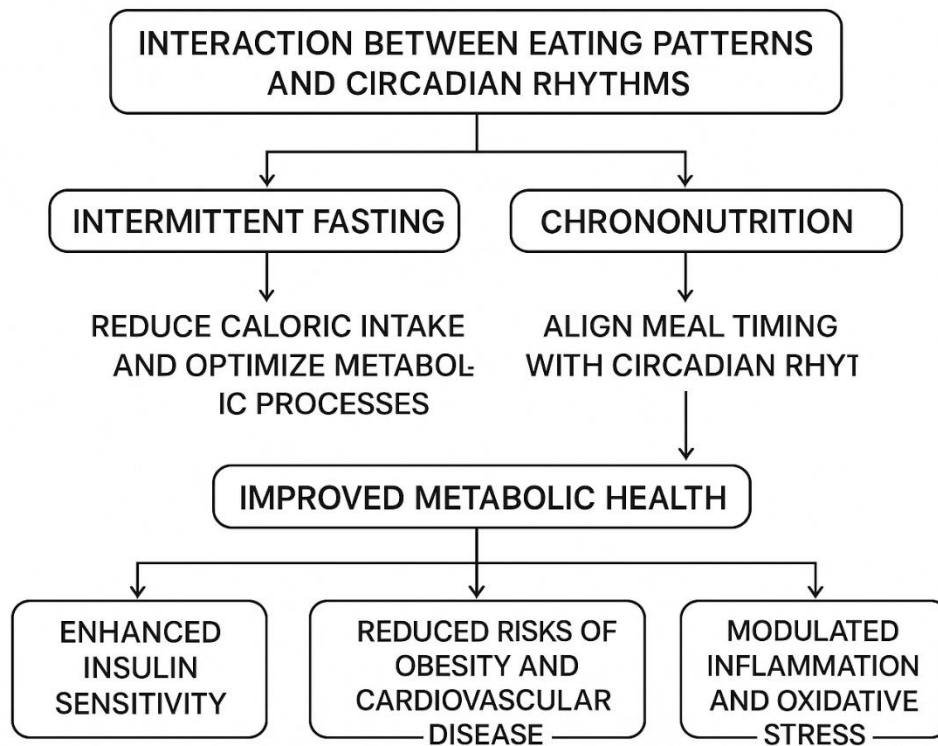 INTERACTION BETWEEN EATING PATTERNS
AND CIRCADIAN RHYTHMS
INTERMITTENT FASTING
CHRONONUTRITION
REDUCE CALORIC INTAKE
AND OPTIMIZE METABOL-
IC PROCESSES
ALIGN MEAL TIMING
WITH CIRCADIAN RHYT
IMPROVED METABOLIC HEALTH
ENHANCED
INSULIN
SENSITIVITY
REDUCED RISKS OF
OBESITY AND
CARDIOVASCULAR
DISEASE
MODULATED
INFLAMMATION
AND OXIDATIVE
STRESS